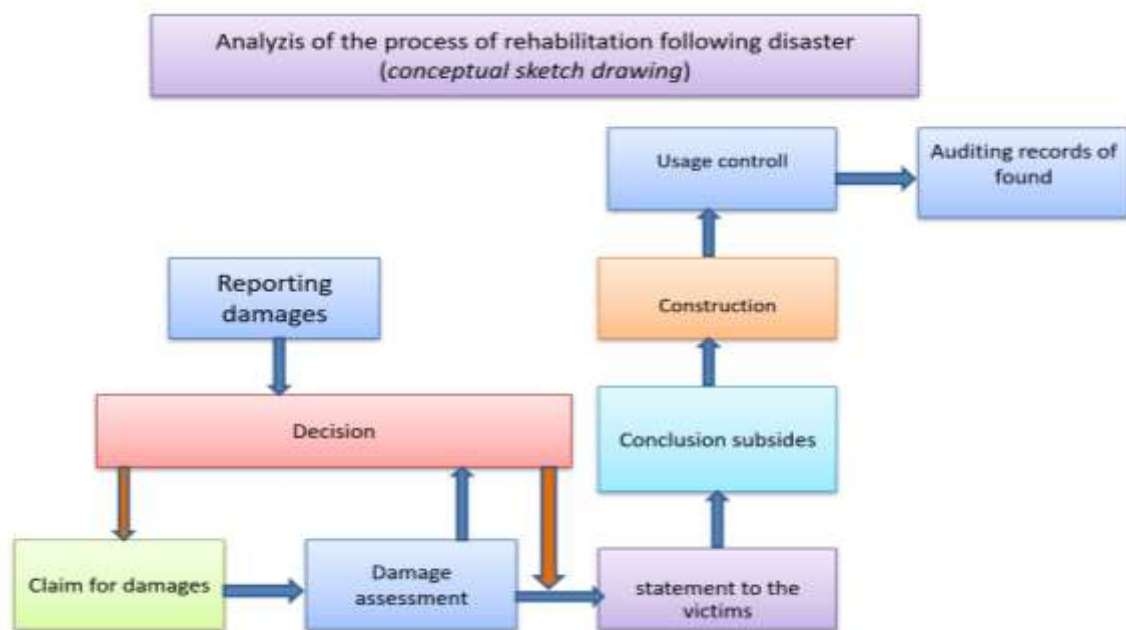 Analyzis of the process of rehabilitation following disaster
(conceptual sketch drawing)
Usage controll
Auditing records of
found
Reporting
damages
Construction
Decision
Conclusion subsides
Claim for damages
Damage
assessment
statement to the
victims